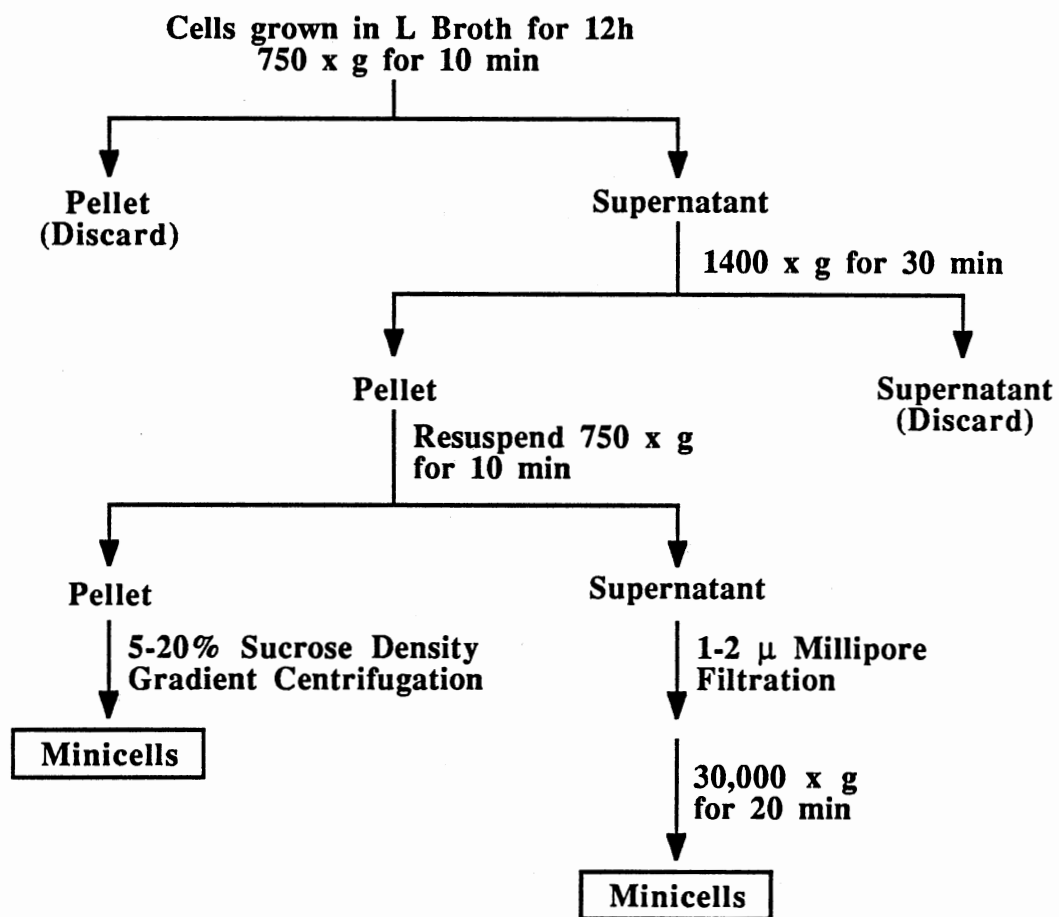 Cells grown in L Broth for 12h
750 x g for 10 min
Pellet
(Discard)
Supernatant
1400 x g for 30 min
Pellet
Supernatant
(Discard)
Resuspend 750 x g
for 10 min
Pellet
Supernatant
5-20% Sucrose Density
Gradient Centrifugation
1-2 μ Millipore
Filtration
Minicells
30,000 x g
for 20 min
Minicells